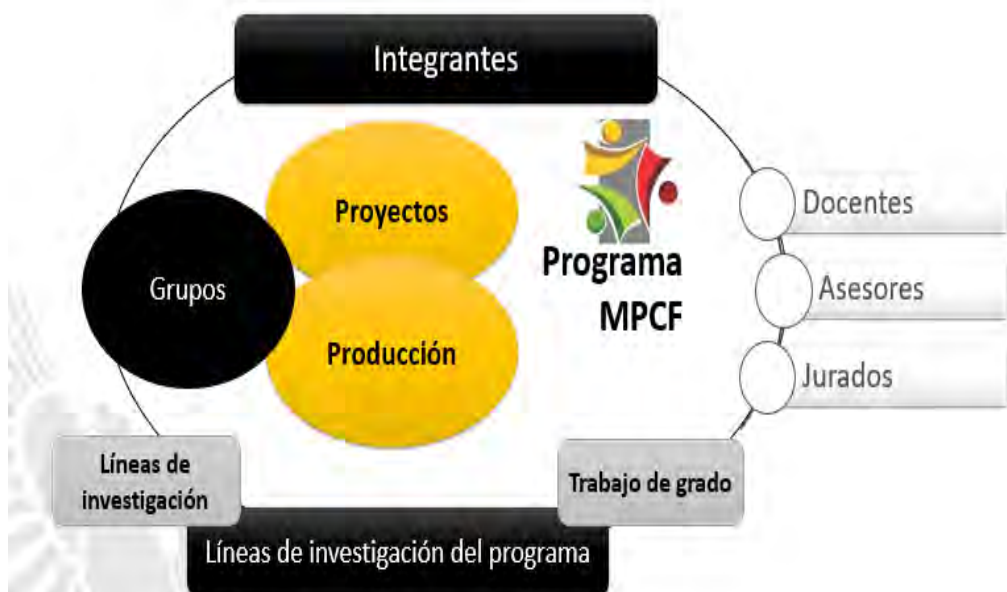 Integrantes
Proyectos
Grupos
Producción
Programa
MPCF
Docentes
Asesores
Jurados
Líneas de
investigación
Trabajo de grado
Líneas de investigación del programa